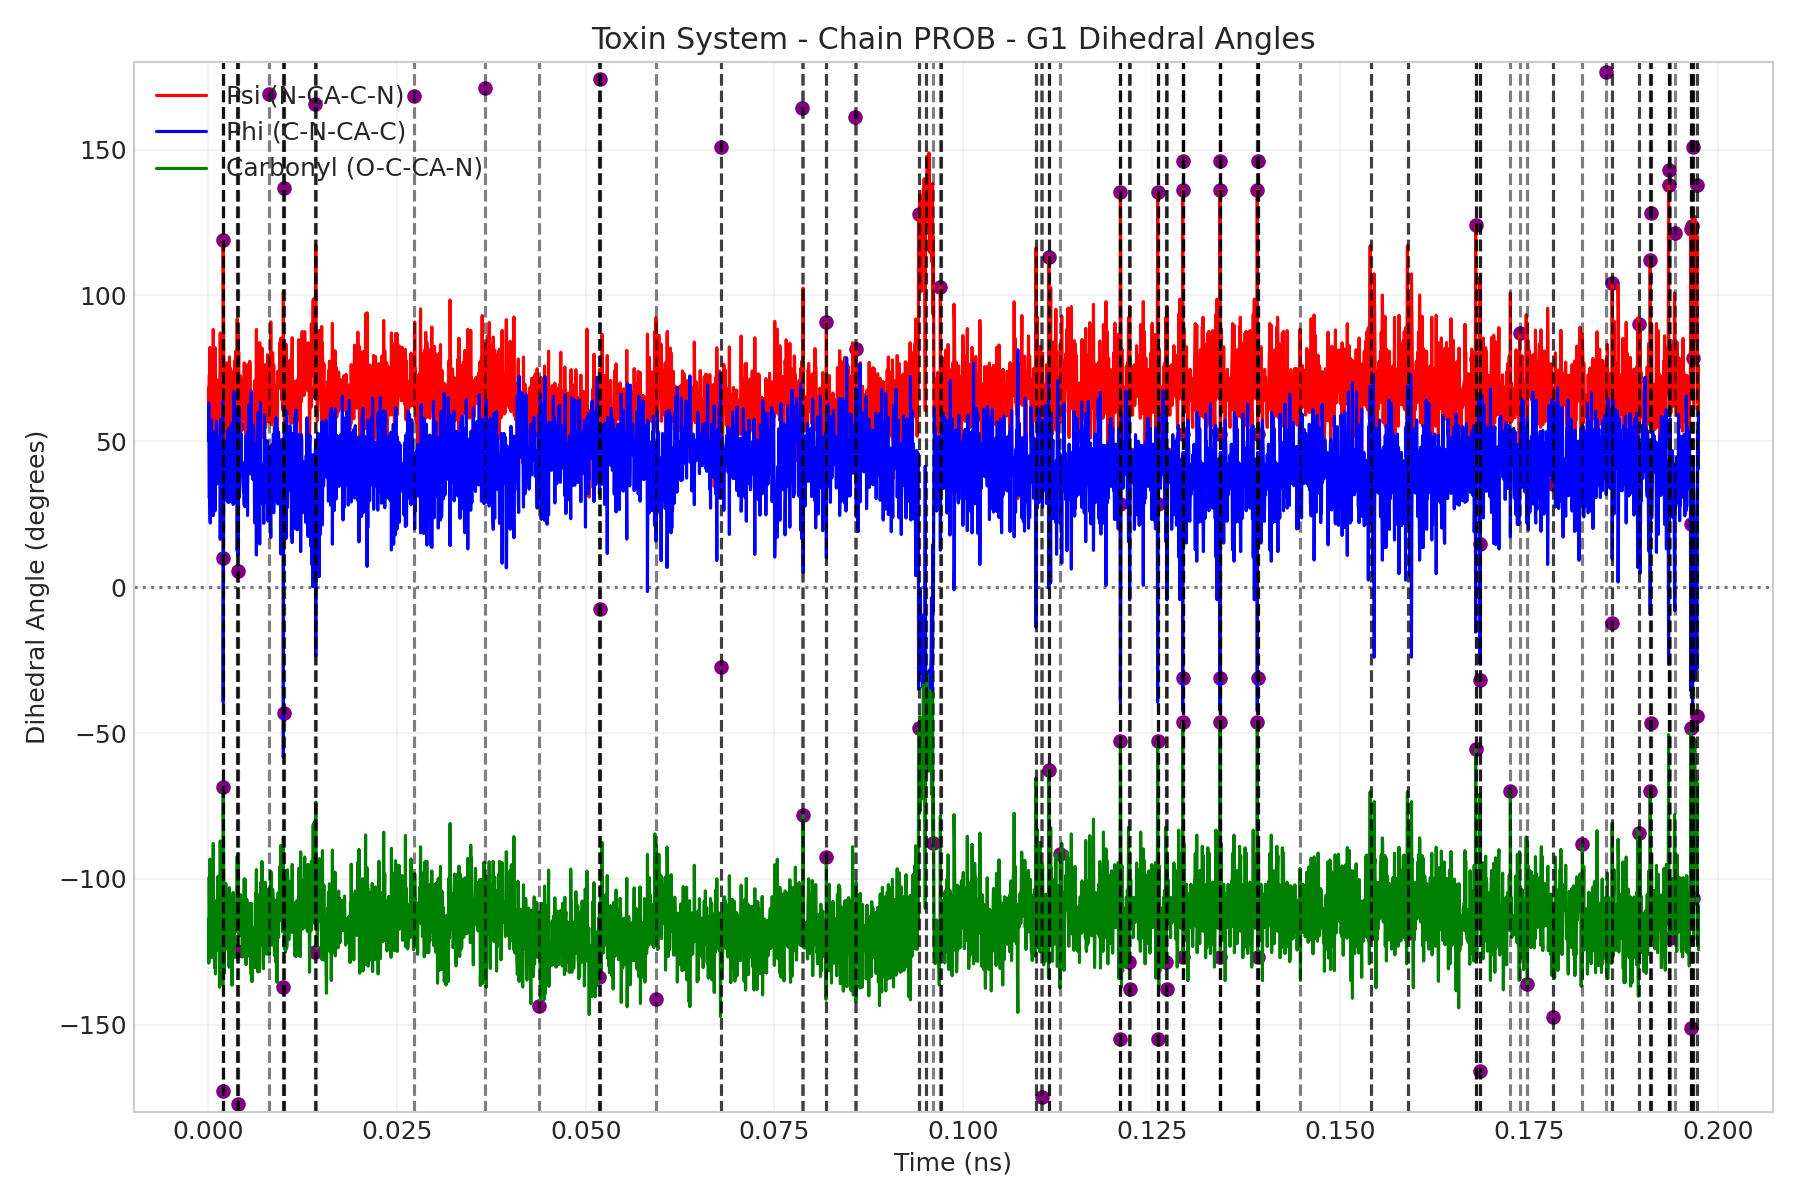 Toxin System - Chain PROB - G1 Dihedral Angles
Psi (N-CA-C-N)
Phi (C-N-CA-C)
Carbonyl (O-C-CA-N)
Dihedral Angle (degrees)
150
100
50
0
−50
−100
−150
0.000 0.025 0.050 0.075 0.100 0.125 0.150 0.175 0.200
Time (ns)